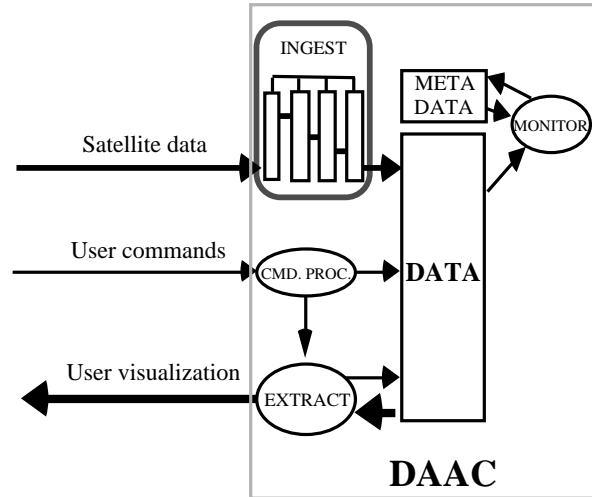 INGEST
META
DATA
MONITOR
Satellite data
User commands
CMD. PROC.
DATA
User visualization
EXTRACT
DAAC